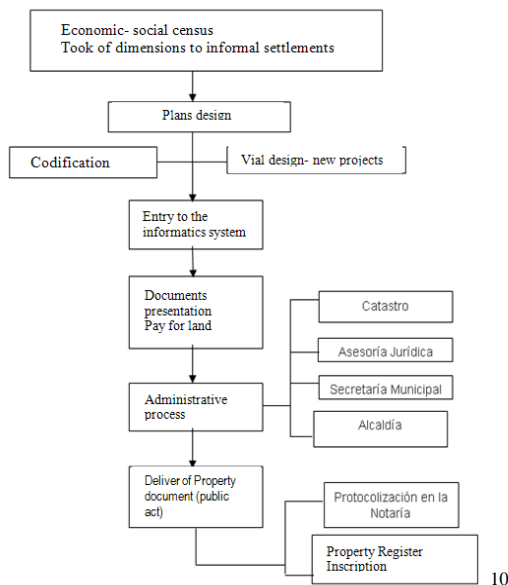 Economic- social census
Took of dimensions to informal settlements
Plans design
Codification
Vial design- new projects
Entry to the
informatics system
Documents
presentation
Pay for land
Catastro
Asesoría Jurídica
Secretaría Municipal
Alcaldía
Administrative
process
Deliver of Property
document (public
act)
Protocolización en la
Notaría
Property Register
Inscription
10